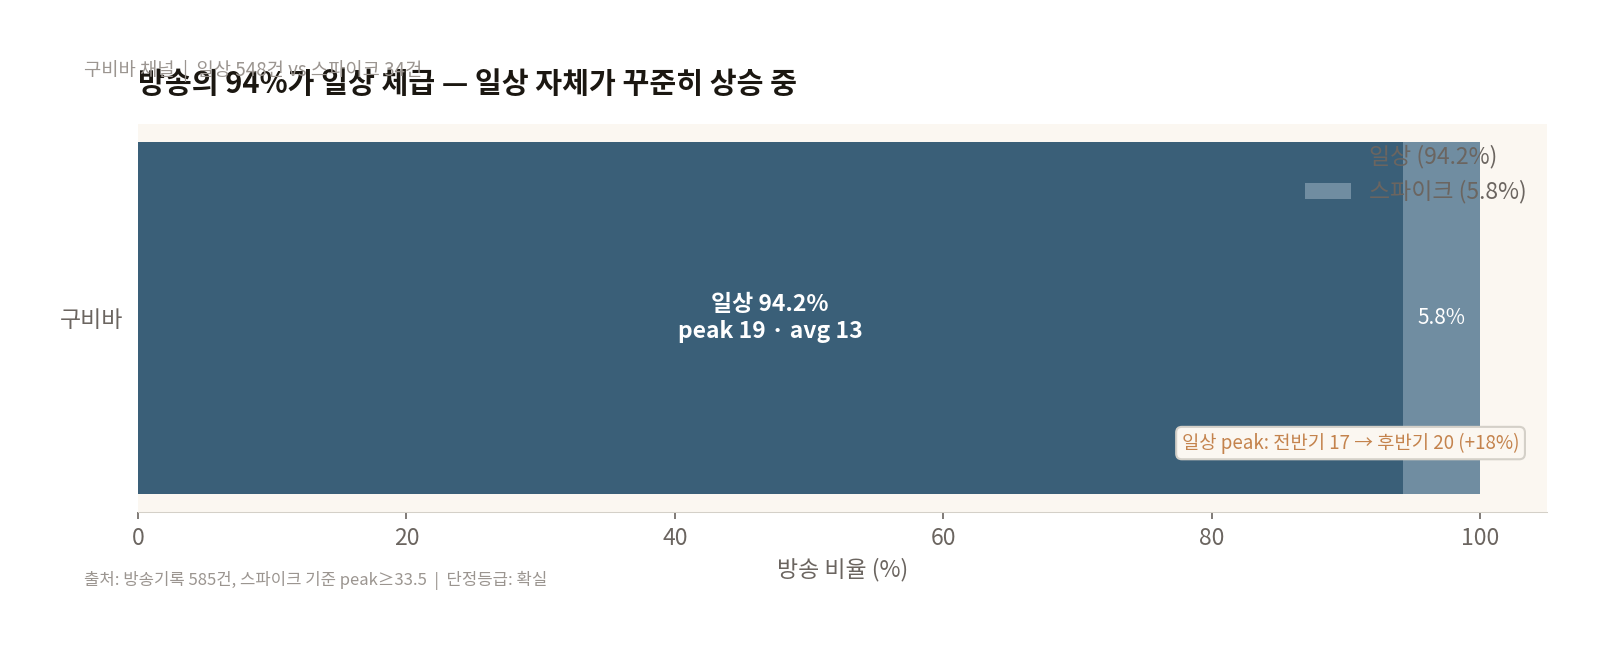 구비바 채널 | 일상 548건 vs 스파이크 34건
방송의 94%가 일상 체급 — 일상 자체가 꾸준히 상승 중
일상 (94.2%)
스파이크 (5.8%)
일상 94.2%
peak 19 · avg 13
구비바
5.8%
일상 peak: 전반기 17 → 후반기 20 (+18%)
0 20 40 60 80 100
방송 비율 (%)
출처: 방송기록 585건, 스파이크 기준 peak≥33.5 | 단정등급: 확실